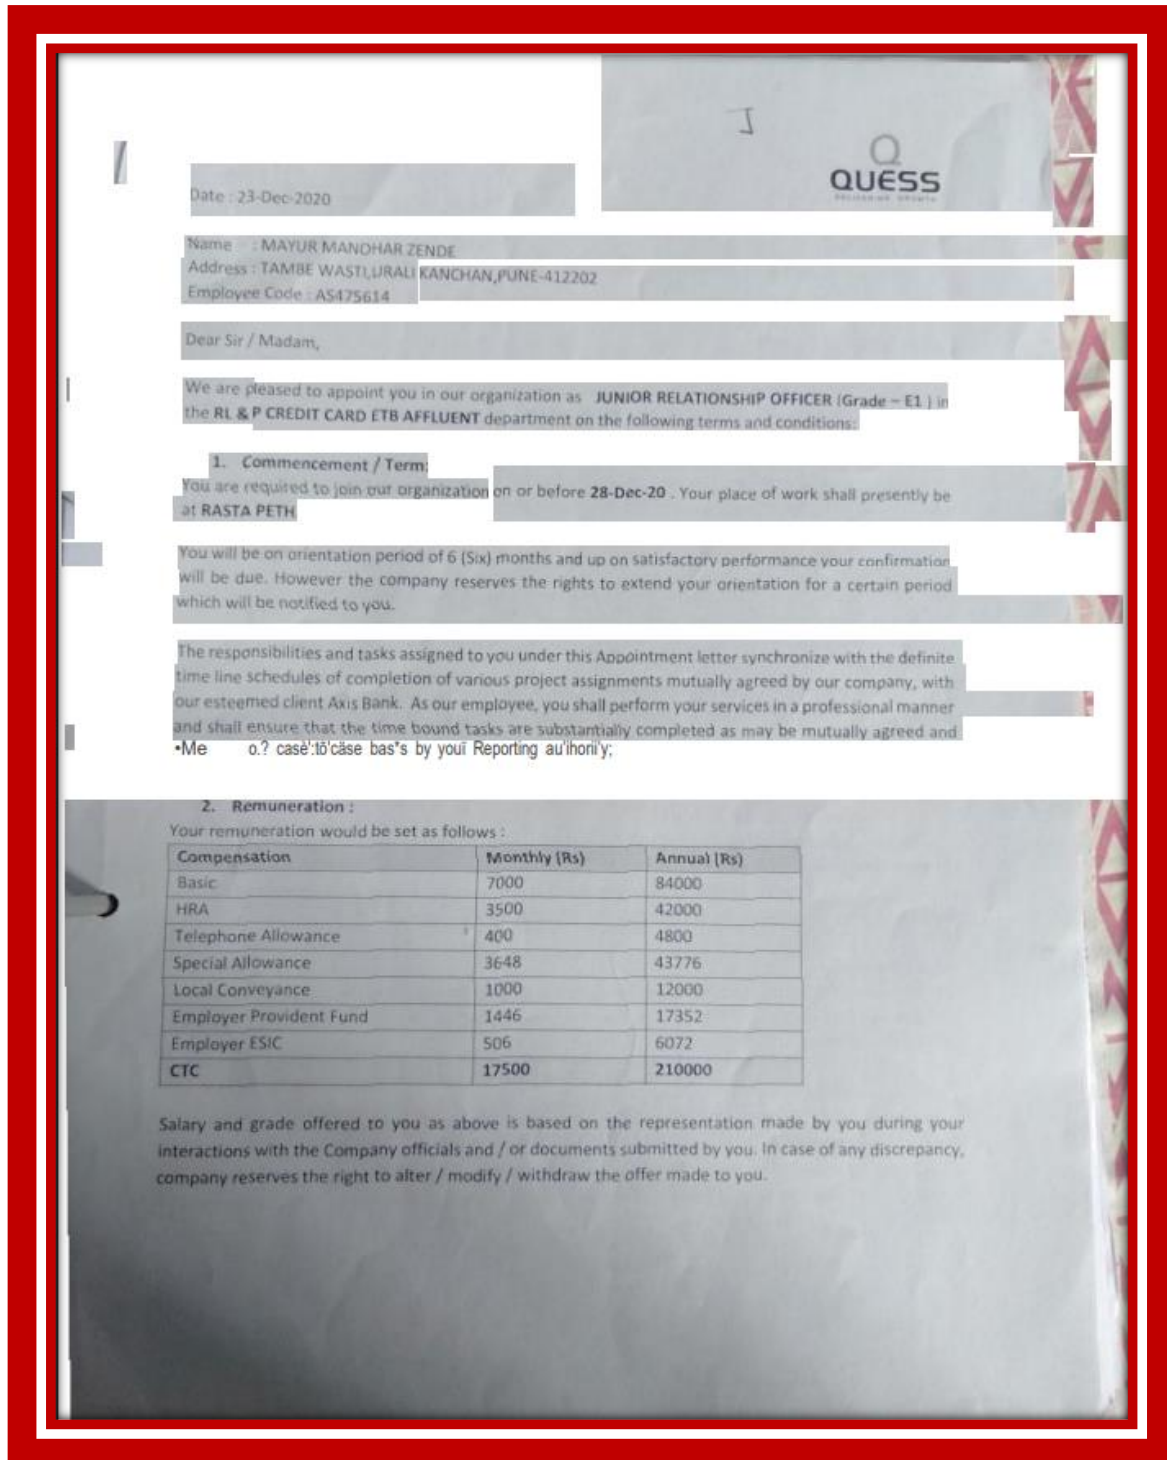 QUESS
Date : 23-Dec-2020
Name : MAYUR MANOHAR ZENDE
Address : TAMBE WASTI,URALI KANCHAN,PUNE-412202
Employee Code : AS475614
Dear Sir / Madam,
We are pleased to appoint you in our organization as JUNIOR RELATIONSHIP OFFICER (Grade – E1 ) in
the RL & P CREDIT CARD ETB AFFLUENT department on the following terms and conditions:
1. Commencement / Term:
You are required to join our organization on or before 28-Dec-20 . Your place of work shall presently be
at RASTA PETH
You will be on orientation period of 6 (Six) months and up on satisfactory performance your confirmation
will be due. However the company reserves the rights to extend your orientation for a certain period
which will be notified to you.
The responsibilities and tasks assigned to you under this Appointment letter synchronize with the definite
time line schedules of completion of various project assignments mutually agreed by our company, with
our esteemed client Axis Bank. As our employee, you shall perform your services in a professional manner
and shall ensure that the time bound tasks are substantially completed as may be mutually agreed and
•Me o.? casè':tō'cäse bas"s by youï Reporting au'ihorii'y;
2. Remuneration :
Your remuneration would be set as follows :
Compensation Monthly (Rs) Annual (Rs)
Basic 7000 84000
HRA 3500 42000
Telephone Allowance 400 4800
Special Allowance 3648 43776
Local Conveyance 1000 12000
Employer Provident Fund 1446 17352
Employer ESIC 506 6072
CTC 17500 210000
Salary and grade offered to you as above is based on the representation made by you during your
interactions with the Company officials and / or documents submitted by you. In case of any discrepancy,
company reserves the right to alter / modify / withdraw the offer made to you.